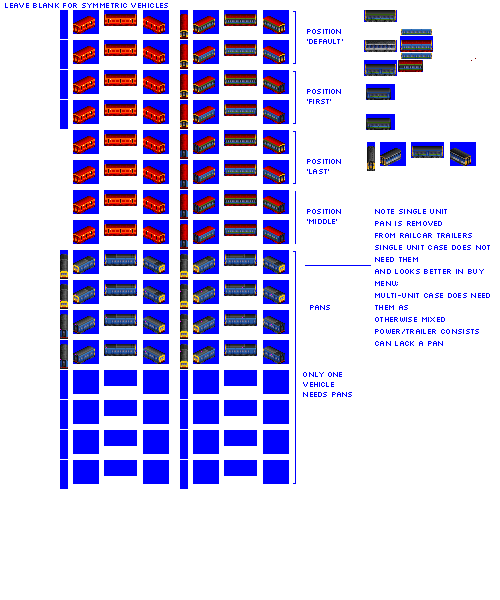 LEAVE BLANK FOR SYMMETRIC VEHICLES
POSITION
'DEFAULT'
POSITION
'FIRST'
POSITION
'LAST'
POSITION
'MIDDLE'
PANS
ONLY ONE
VEHICLE
NEEDS PANS
NOTE SINGLE UNIT
PAN IS REMOVED
FROM RAILCAR TRAILERS
SINGLE UNIT CASE DOES NOT
NEED THEM
AND LOOKS BETTER IN BUY
MENU;
MULTI-UNIT CASE DOES NEED
THEM AS
OTHERWISE MIXED
POWER/TRAILER CONSISTS
CAN LACK A PAN